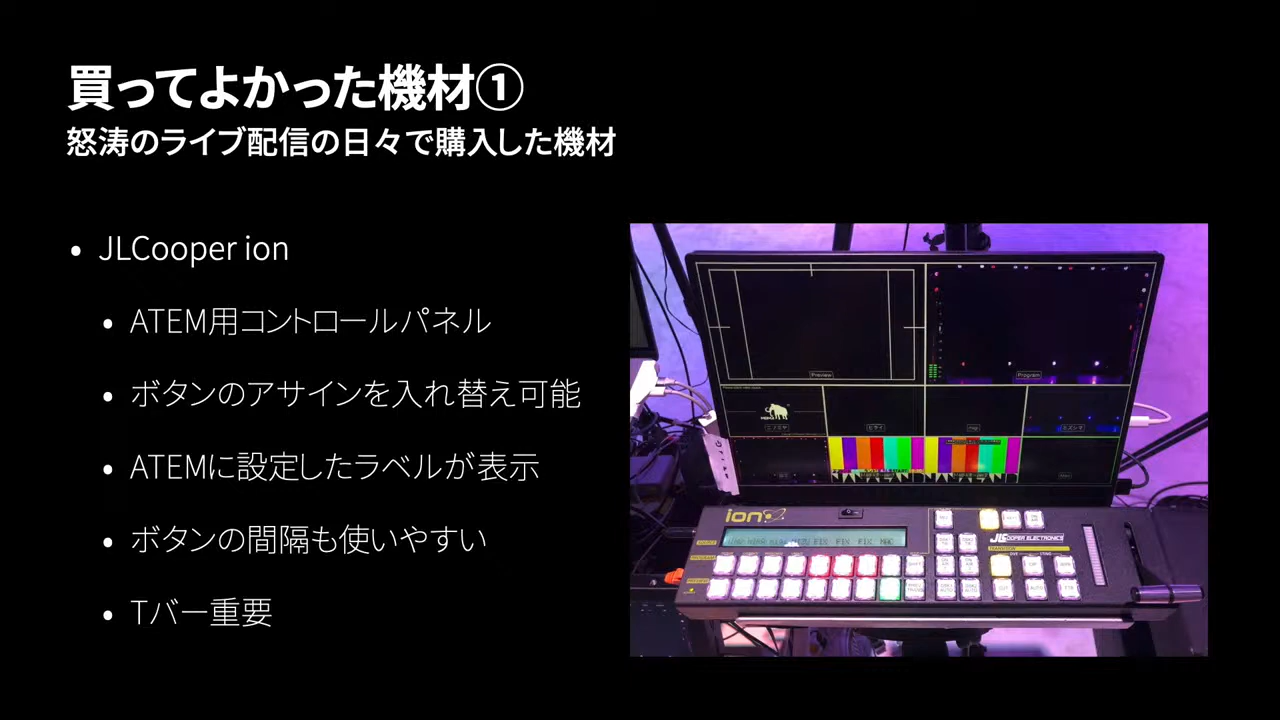 買ってよかった機材①
怒涛のライブ配信の日々で購入した機材
• JLCooper ion
• ATEM用コントロールパネル
• ボタンのアサインを入れ替え可能
• ATEMに設定したラベルが表示
• ボタンの間隔も使いやすい
• Tバー重要
Preview
Program
ion
JLCOOPER ELECTRONICS